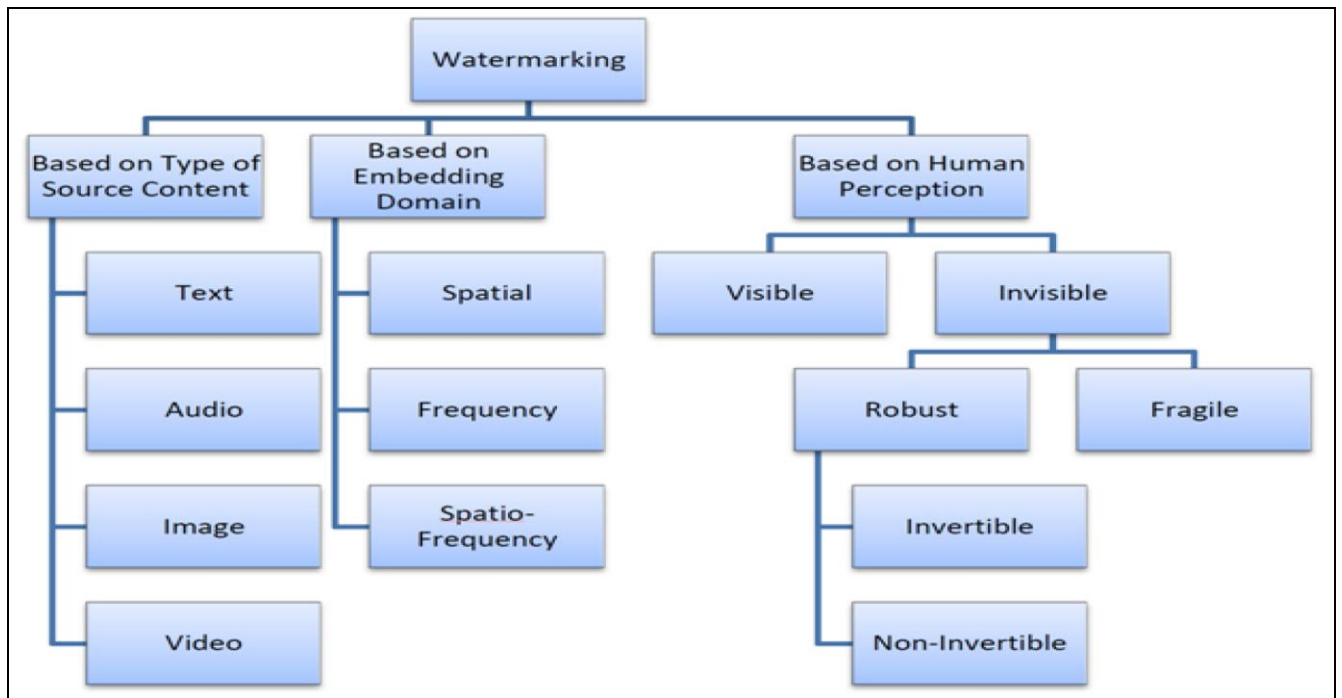 Watermarking
Based on Type of
Source Content
Based on
Embedding
Domain
Based on Human
Perception
Text
Spatial
Visible
Invisible
Audio
Frequency
Robust
Fragile
Image
Spatio-
Frequency
Invertible
Video
Non-Invertible